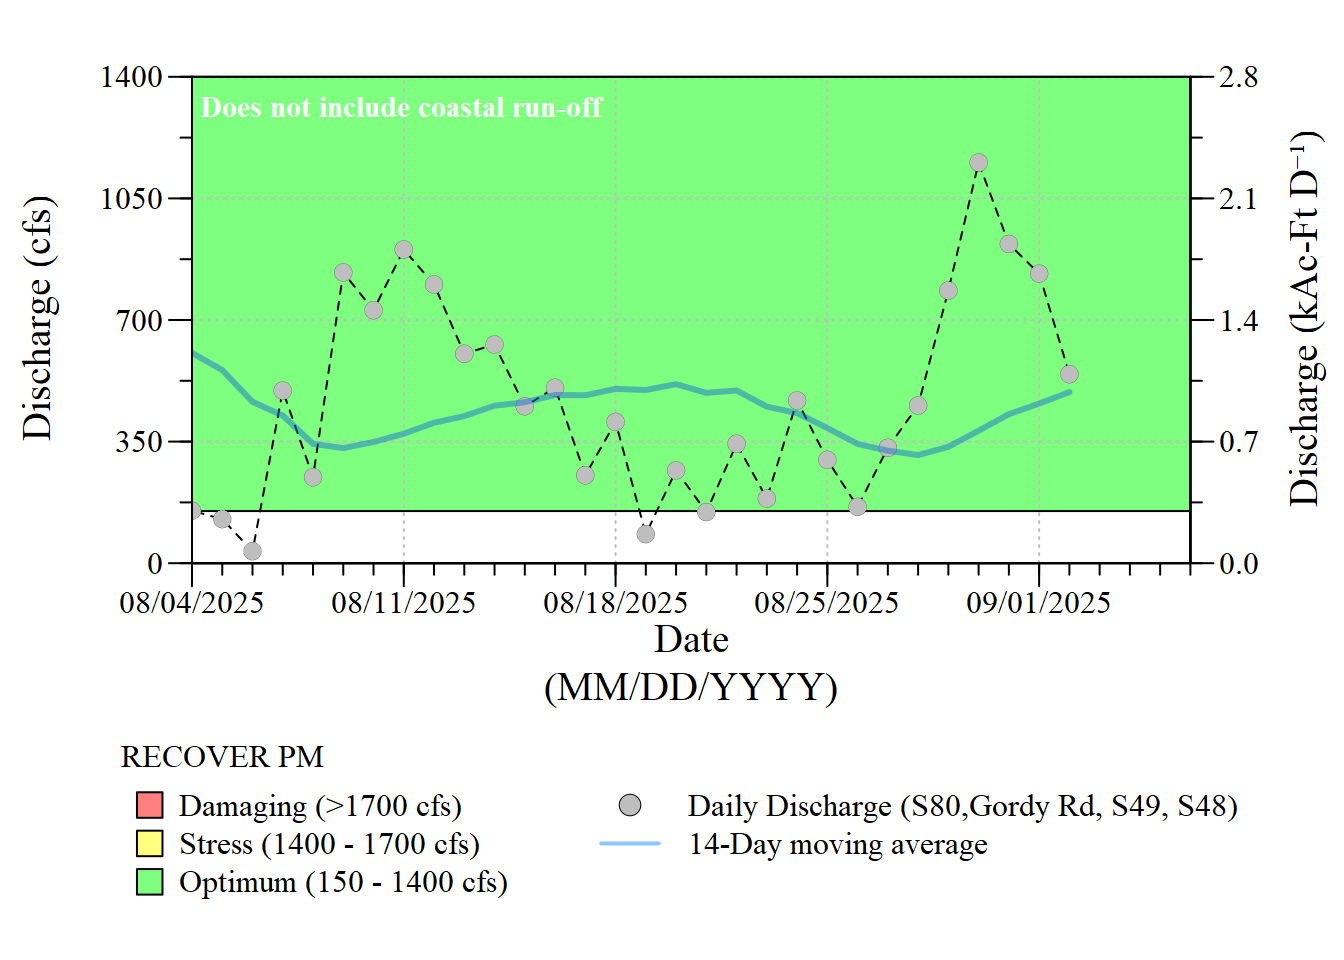 Does not include coastal run-off
1400
1050
700
350
0
2.8
2.1
1.4
0.7
0.0
Discharge (cfs)
Discharge (kAc-Ft D⁻¹)
08/04/2025 08/11/2025 08/18/2025 08/25/2025 09/01/2025
Date
(MM/DD/YYYY)
RECOVER PM
Damaging (>1700 cfs)
Stress (1400 - 1700 cfs)
Optimum (150 - 1400 cfs)
Daily Discharge (S80,Gordy Rd, S49, S48)
14-Day moving average